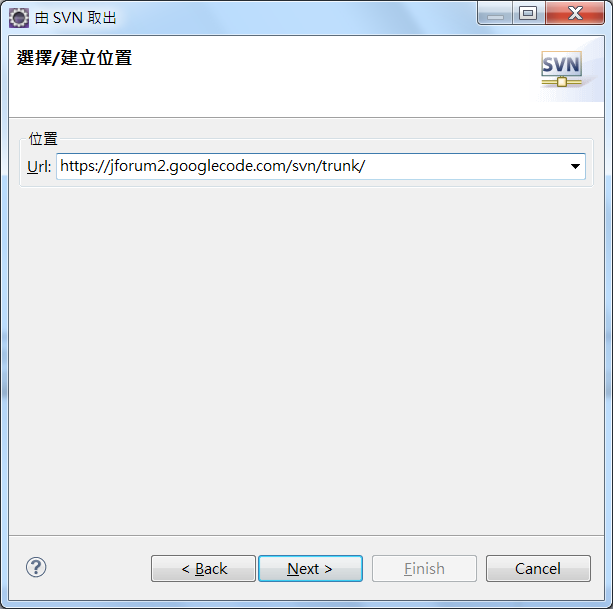 由 SVN 取出
選擇/建立位置
SVN
位置
Url: https://jforum2.googlecode.com/svn/trunk/
?
< Back Next > Finish Cancel